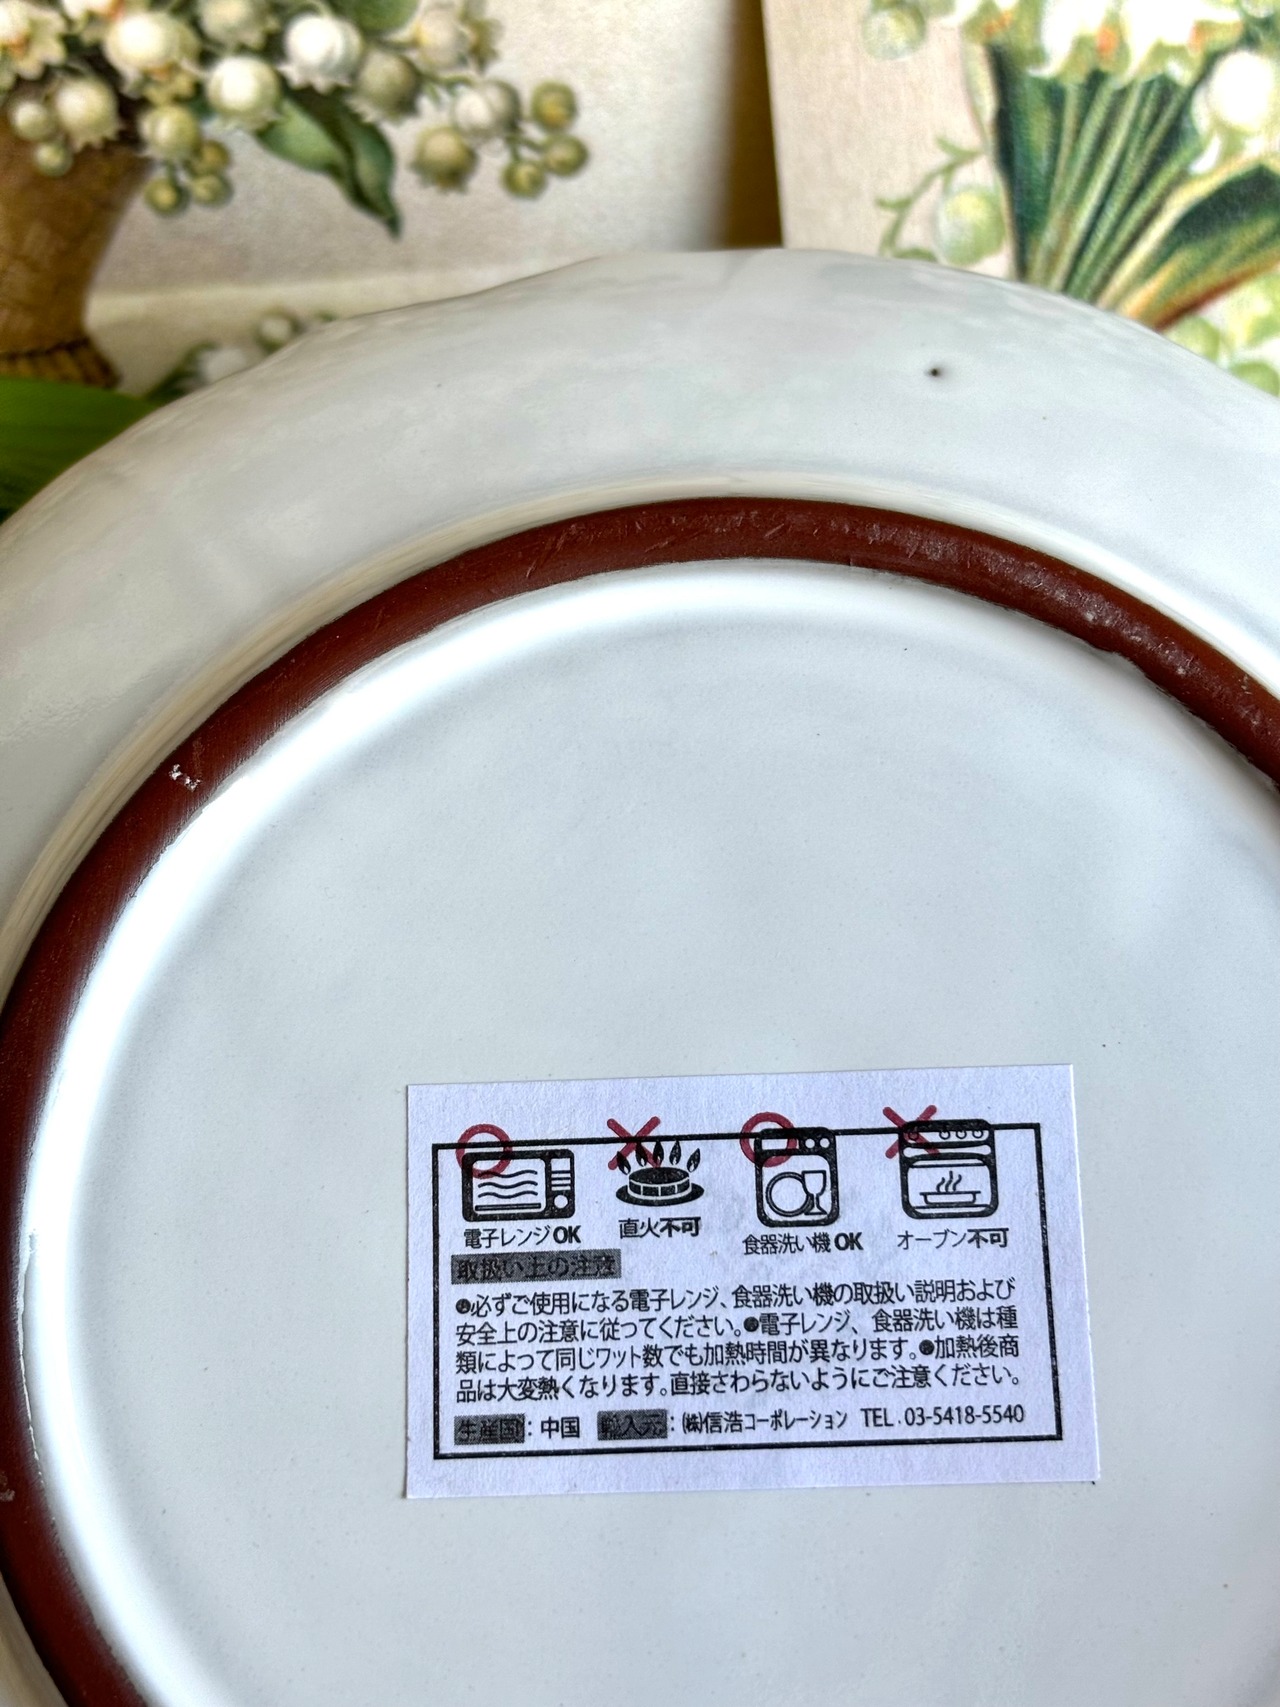 電子レンジOK 直火不可 食器洗い機OK オーブン不可
取扱い上の注意
●必ずご使用になる電子レンジ、食器洗い機の取扱い説明および
安全上の注意に従ってください。●電子レンジ、食器洗い機は種
類によって同じワット数でも加熱時間が異なります。●加熱後商
品は大変熱くなります。直接さわらないようにご注意ください。
生産国：中国 輸入元：㈱信浩コーポレーション TEL.03-5418-5540